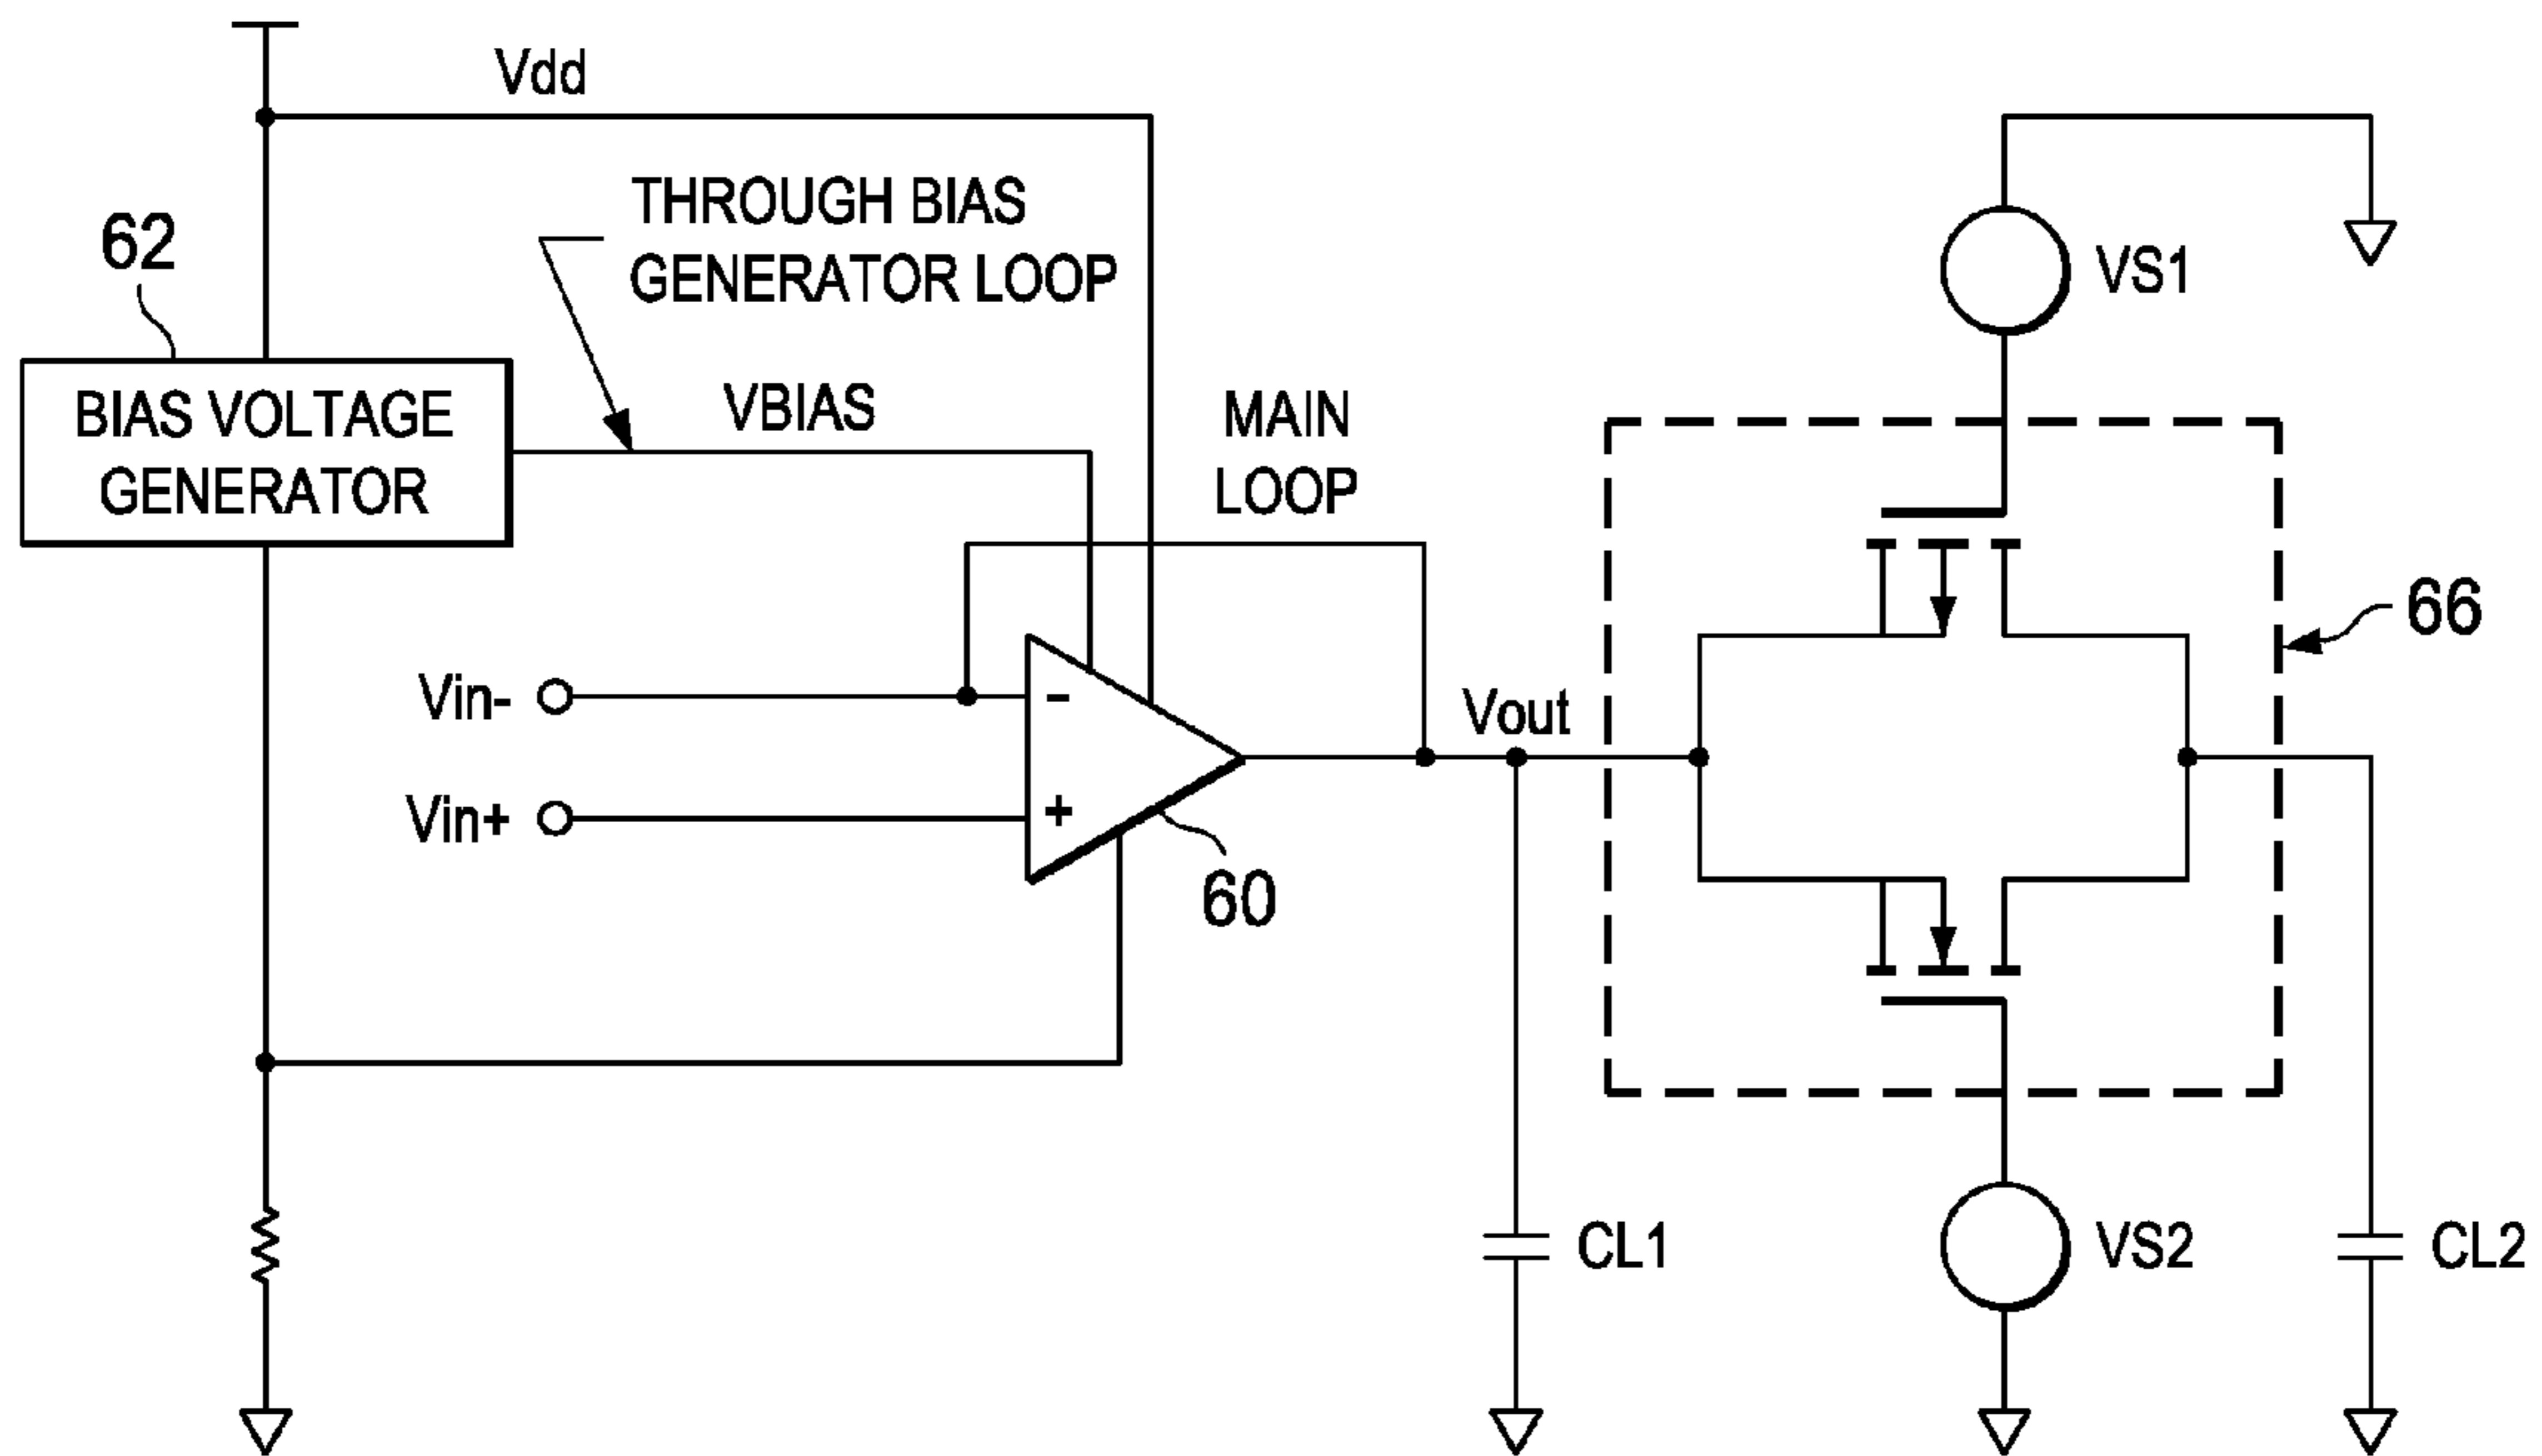 Vdd
THROUGH BIAS
GENERATOR LOOP
62
VS1
BIAS VOLTAGE
GENERATOR
VBIAS
MAIN
LOOP
66
Vin-
-
Vout
Vin+
+
60
CL1
VS2
CL2